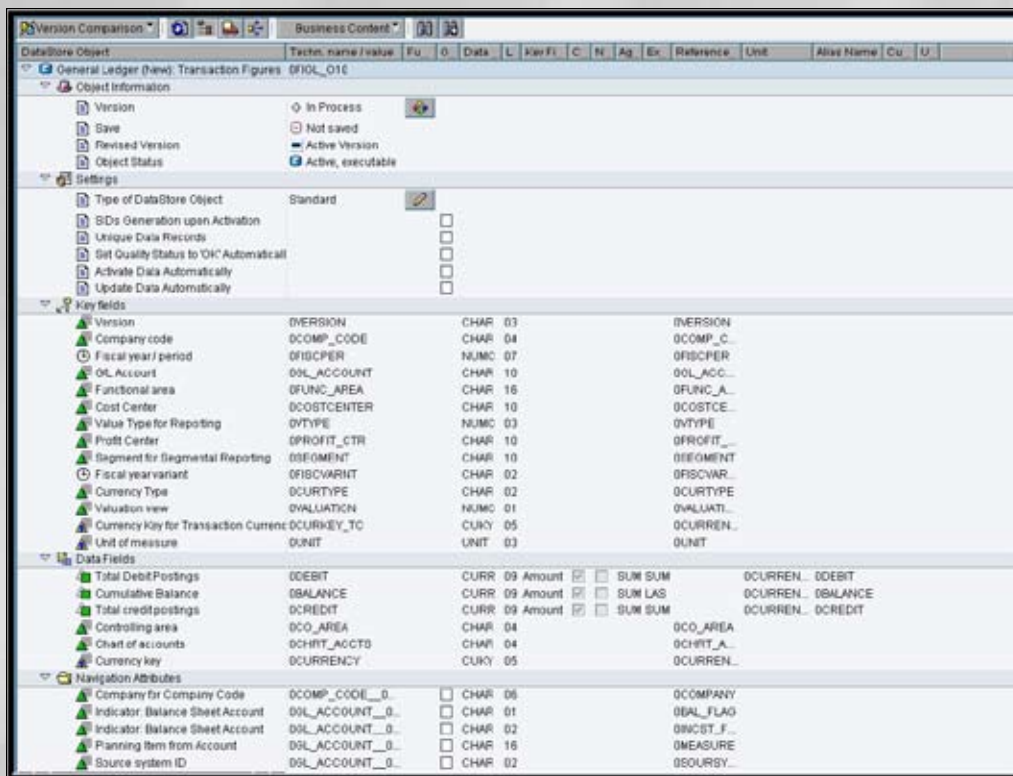 Version Comparison Business Content
DataStore Object Techn. name / value Fu... 0... Data... L... Key Fi... C... N... Ag... Ex... Reference... Unit Alias Name Cu... U...
General Ledger (New): Transaction Figures 0FIGL_O10
Object Information
Version In Process
Save Not saved
Revised Version Active Version
Object Status Active, executable
Settings
Type of DataStore Object Standard
SIDs Generation upon Activation
Unique Data Records
Set Quality Status to 'OK' Automaticall
Activate Data Automatically
Update Data Automatically
Key fields
Version 0VERSION CHAR 03 0VERSION
Company code 0COMP_CODE CHAR 04 0COMP_C...
Fiscal year / period 0FISCPER NUMC 07 0FISCPER
G/L Account 0GL_ACCOUNT CHAR 10 0GL_ACC...
Functional area 0FUNC_AREA CHAR 16 0FUNC_A...
Cost Center 0COSTCENTER CHAR 10 0COSTCE...
Value Type for Reporting 0VTYPE NUMC 03 0VTYPE
Profit Center 0PROFIT_CTR CHAR 10 0PROFIT_...
Segment for Segmental Reporting 0SEGMENT CHAR 10 0SEGMENT
Fiscal year variant 0FISCVARNT CHAR 02 0FISCVAR...
Currency Type 0CURTYPE CHAR 02 0CURTYPE
Valuation view 0VALUATION NUMC 01 0VALUATI...
Currency Key for Transaction Currenc 0CURKEY_TC CUKY 05 0CURREN...
Unit of measure 0UNIT UNIT 03 0UNIT
Data Fields
Total Debit Postings 0DEBIT CURR 09 Amount SUM SUM 0CURREN... 0DEBIT
Cumulative Balance 0BALANCE CURR 09 Amount SUM LAS 0CURREN... 0BALANCE
Total credit postings 0CREDIT CURR 09 Amount SUM SUM 0CURREN... 0CREDIT
Controlling area 0CO_AREA CHAR 04 0CO_AREA
Chart of accounts 0CHRT_ACCTS CHAR 04 0CHRT_A...
Currency key 0CURRENCY CUKY 05 0CURREN...
Navigation Attributes
Company for Company Code 0COMP_CODE__0... CHAR 06 0COMPANY
Indicator: Balance Sheet Account 0GL_ACCOUNT__0... CHAR 01 0BAL_FLAG
Indicator: Balance Sheet Account 0GL_ACCOUNT__0... CHAR 02 0INCST_F...
Planning Item from Account 0GL_ACCOUNT__0... CHAR 16 0MEASURE
Source system ID 0GL_ACCOUNT__0... CHAR 02 0SOURSY...